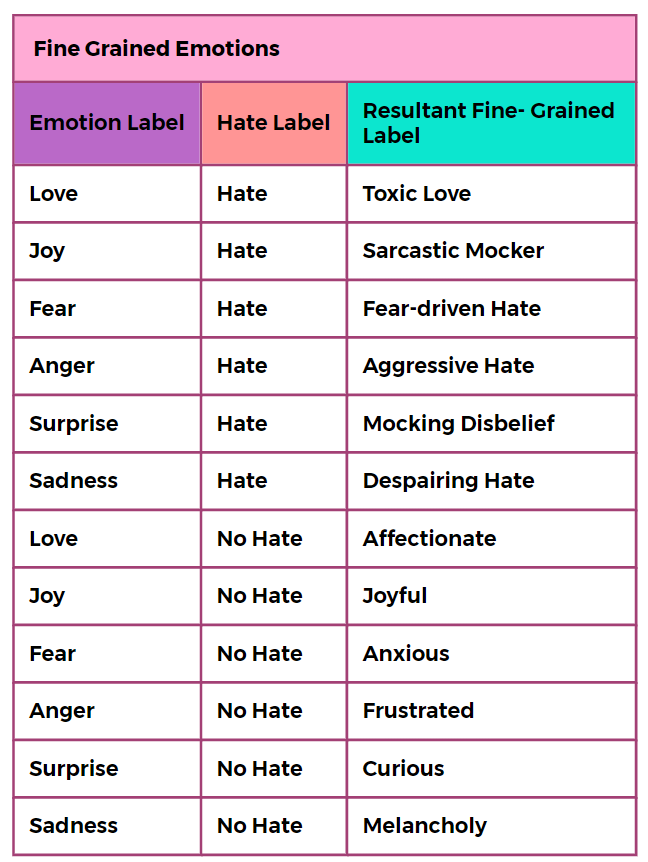 Fine Grained Emotions
Emotion Label Hate Label Resultant Fine- Grained
Label
Love Hate Toxic Love
Joy Hate Sarcastic Mocker
Fear Hate Fear-driven Hate
Anger Hate Aggressive Hate
Surprise Hate Mocking Disbelief
Sadness Hate Despairing Hate
Love No Hate Affectionate
Joy No Hate Joyful
Fear No Hate Anxious
Anger No Hate Frustrated
Surprise No Hate Curious
Sadness No Hate Melancholy